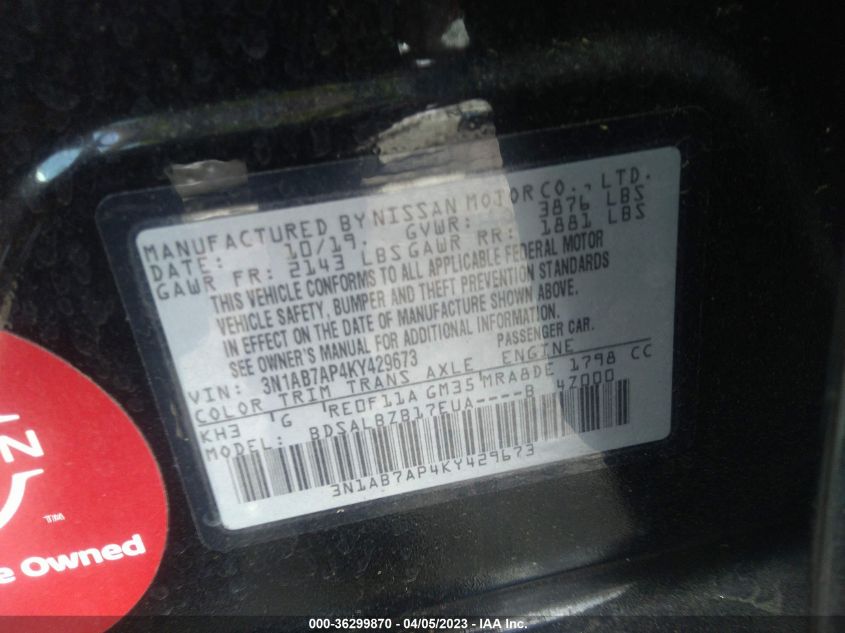 MANUFACTURED BY NISSAN MOTOR CO., LTD.
DATE: 10/19. GVWR: 3876 LBS
GAWR FR: 2143 LBS GAWR RR: 1881 LBS
THIS VEHICLE CONFORMS TO ALL APPLICABLE FEDERAL MOTOR
VEHICLE SAFETY, BUMPER AND THEFT PREVENTION STANDARDS
IN EFFECT ON THE DATE OF MANUFACTURE SHOWN ABOVE.
SEE OWNER'S MANUAL FOR ADDITIONAL INFORMATION.
PASSENGER CAR.
VIN: 3N1AB7AP4KY429673
COLOR TRIM TRANS AXLE ENGINE
KH3 G RE0F11A GM35 MRA8DE 1798 CC
MODEL: BDSALBZB17EUA----B 47000
3N1AB7AP4KY429673
N
TM
e Owned
000-36299870 - 04/05/2023 - IAA Inc.